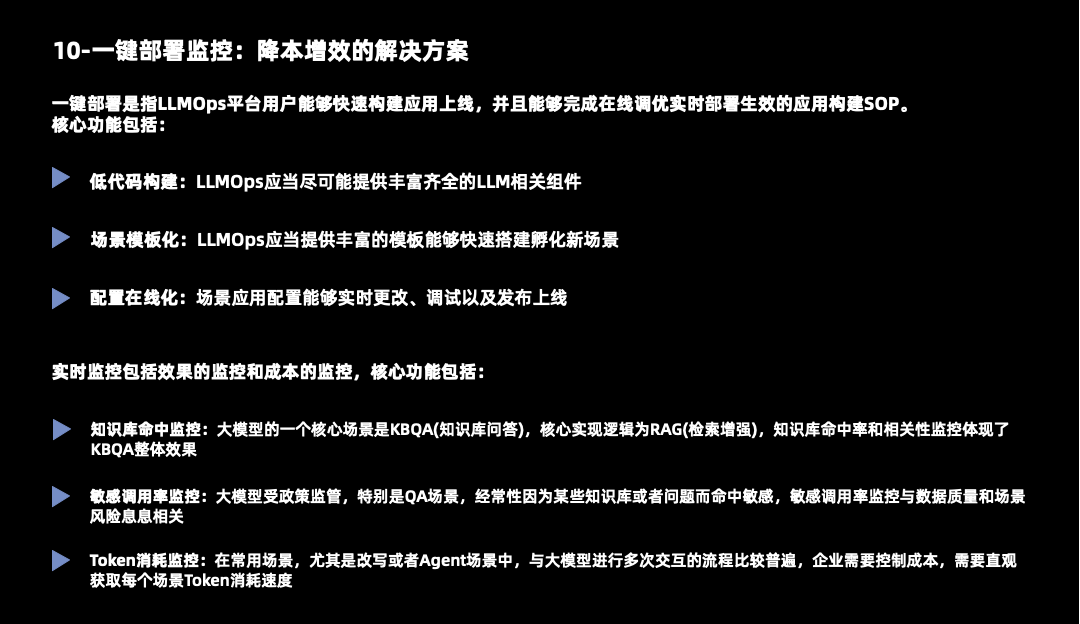 10-一键部署监控：降本增效的解决方案
一键部署是指LLMOps平台用户能够快速构建应用上线，并且能够完成在线调优实时部署生效的应用构建SOP。
核心功能包括：
低代码构建：LLMOps应当尽可能提供丰富齐全的LLM相关组件
场景模板化：LLMOps应当提供丰富的模板能够快速搭建孵化新场景
配置在线化：场景应用配置能够实时更改、调试以及发布上线
实时监控包括效果的监控和成本的监控，核心功能包括：
知识库命中监控：大模型的一个核心场景是KBQA(知识库问答)，核心实现逻辑为RAG(检索增强)，知识库命中率和相关性监控体现了
KBQA整体效果
敏感调用率监控：大模型受政策监管，特别是QA场景，经常性因为某些知识库或者问题而命中敏感，敏感调用率监控与数据质量和场景
风险息息相关
Token消耗监控：在常用场景，尤其是改写或者Agent场景中，与大模型进行多次交互的流程比较普遍，企业需要控制成本，需要直观
获取每个场景Token消耗速度